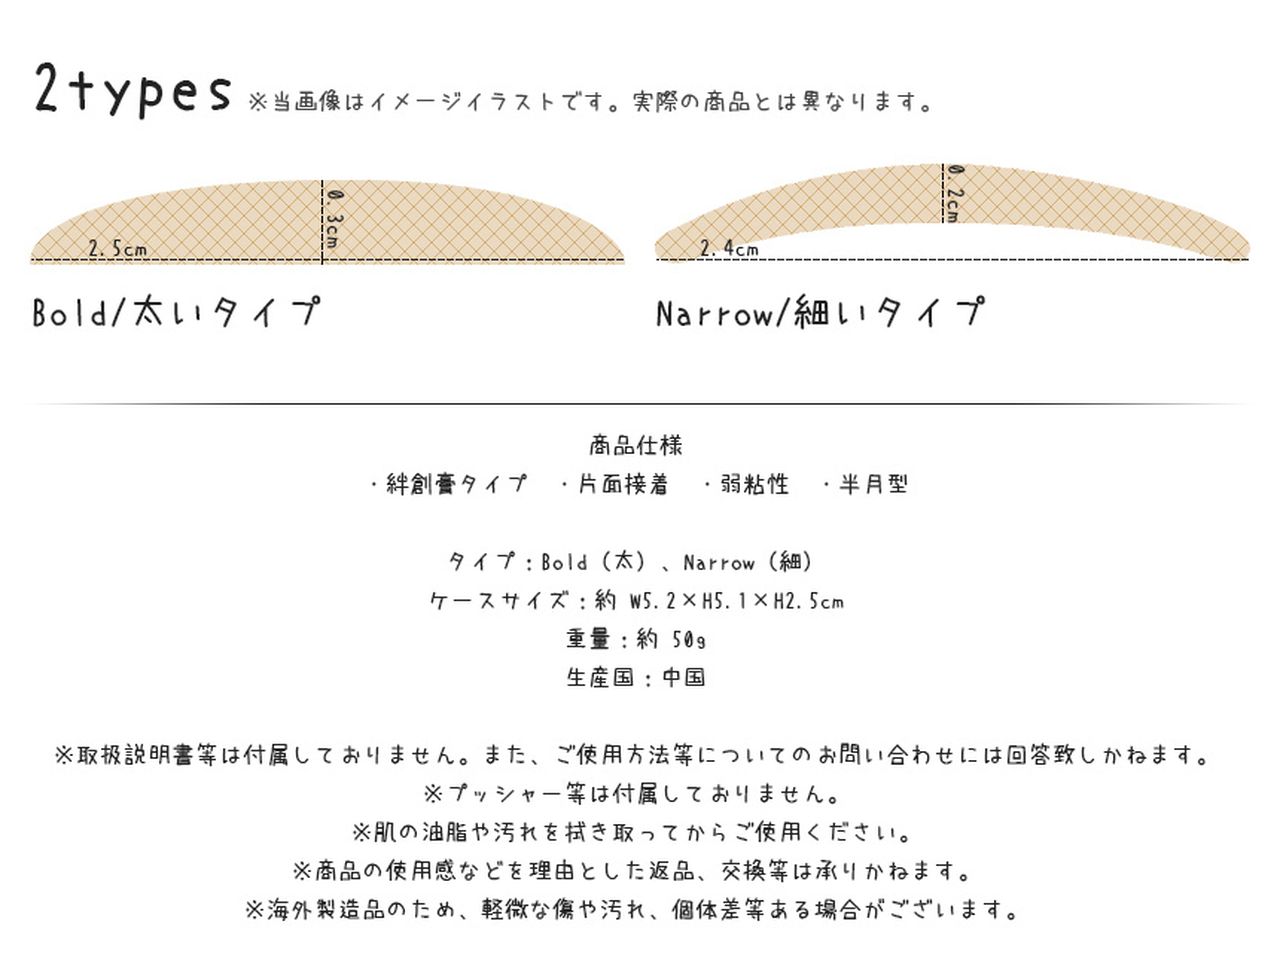 2types ※当画像はイメージイラストです。実際の商品とは異なります。
0.3cm
2.5cm
0.2cm
2.4cm
Bold/太いタイプ
Narrow/細いタイプ
商品仕様
・絆創膏タイプ ・片面接着 ・弱粘性 ・半月型
タイプ：Bold（太）、Narrow（細）
ケースサイズ：約 W5.2×H5.1×H2.5cm
重量：約 50g
生産国：中国
※取扱説明書等は付属しておりません。また、ご使用方法等についてのお問い合わせには回答致しかねます。
※プッシャー等は付属しておりません。
※肌の油脂や汚れを拭き取ってからご使用ください。
※商品の使用感などを理由とした返品、交換等は承りかねます。
※海外製造品のため、軽微な傷や汚れ、個体差等ある場合がございます。